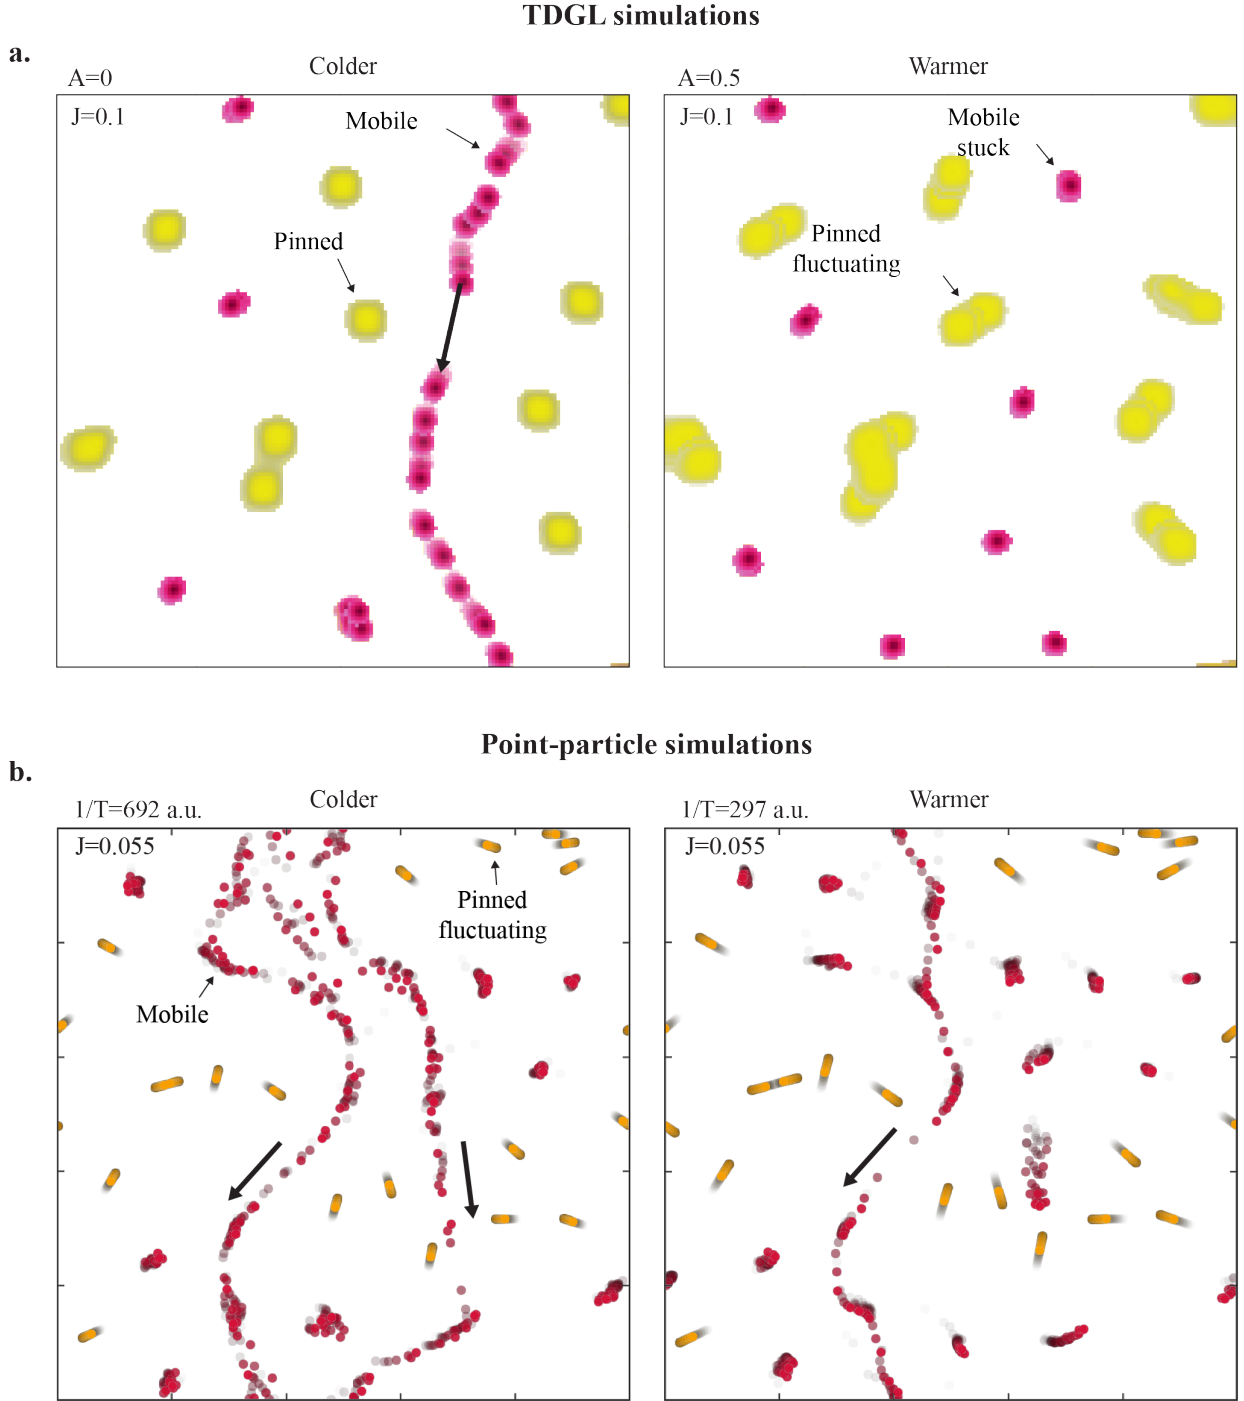 TDGL simulations
a.
A=0
Colder
J=0.1
Mobile
Pinned
A=0.5
Warmer
J=0.1
Mobile
stuck
Pinned
fluctuating
Point-particle simulations
b.
1/T=692 a.u.
Colder
J=0.055
Pinned
fluctuating
Mobile
1/T=297 a.u.
Warmer
J=0.055